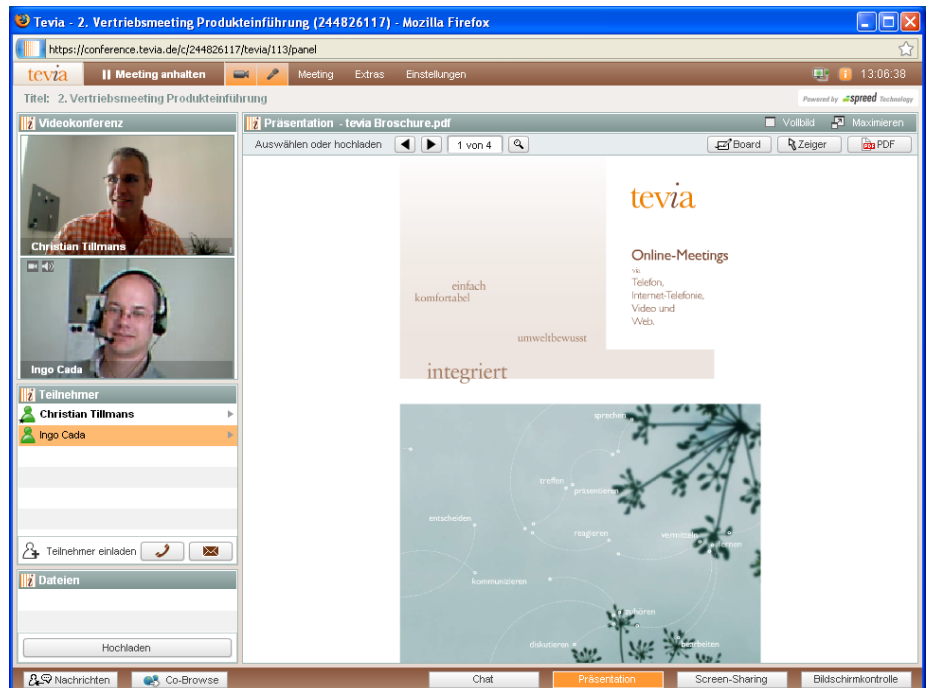 Tevia - 2. Vertriebsmeeting Produkteinführung (244826117) - Mozilla Firefox
https://conference.tevia.de/c/244826117/tevia/113/panel
tevia
Meeting anhalten
Meeting
Extras
Einstellungen
13:06:38
Titel: 2. Vertriebsmeeting Produkteinführung
Powered by spreed Technology
Videokonferenz
Christian Tillmans
Ingo Cada
Teilnehmer
Christian Tillmans
Ingo Cada
Teilnehmer einladen
Dateien
Hochladen
Präsentation - tevia Broschure.pdf
Vollbild
Maximieren
Auswählen oder hochladen
1 von 4
Board
Zeiger
PDF
tevia
Online-Meetings
via
Telefon,
Internet-Telefonie,
Video und
Web.
einfach
komfortabel
umweltbewusst
integriert
sprechen
treffen
präsentieren
entscheiden
reagieren
vermitteln
lernen
kommunizieren
zuhören
diskutieren
bearbeiten
Nachrichten
Co-Browse
Chat
Präsentation
Screen-Sharing
Bildschirmkontrolle